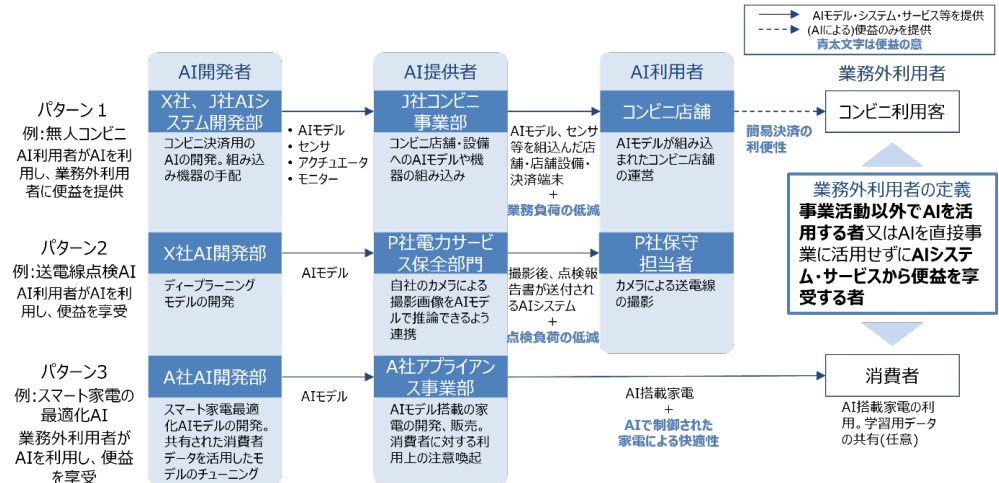 AIモデル・システム・サービス等を提供
(AIによる)便益のみを提供
青太文字は便益の意
AI開発者
AI提供者
AI利用者
業務外利用者
パターン１
例:無人コンビニ
AI利用者がAIを利
用し、業務外利用
者に便益を提供
X社、J社AIシ
ステム開発部
コンビニ決済用の
AIの開発。組み込
み機器の手配
• AIモデル
• センサ
• アクチュエータ
• モニター
J社コンビニ
事業部
コンビニ店舗・設備
へのAIモデルや機
器の組み込み
AIモデル、センサ
等を組込んだ店
舗・店舗設備・
決済端末
+
業務負荷の低減
コンビニ店舗
AIモデルが組み込
まれたコンビニ店舗
の運営
簡易決済の
利便性
コンビニ利用客
業務外利用者の定義
事業活動以外でAIを活
用する者又はAIを直接事
業に活用せずにAIシステ
ム・サービスから便益を享
受する者
パターン2
例:送電線点検AI
AI利用者がAIを利
用し、便益を享受
X社AI開発部
ディープラーニング
モデルの開発
AIモデル
P社電力サービ
ス保全部門
自社のカメラによる
撮影画像をAIモデ
ルで推論できるよう
連携
撮影後、点検報
告書が送付され
るAIシステム
+
点検負荷の低減
P社保守
担当者
カメラによる送電線
の撮影
パターン3
例:スマート家電の
最適化AI
業務外利用者が
AIを利用し、便益
を享受
A社AI開発部
スマート家電最適
化AIモデルの開発。
共有された消費者
データを活用したモ
デルのチューニング
AIモデル
A社アプライアン
ス事業部
AIモデル搭載の家
電の開発、販売。
消費者に対する利
用上の注意喚起
AI搭載家電
+
AIで制御された
家電による快適性
消費者
AI搭載家電の利
用。学習用データ
の共有(任意)